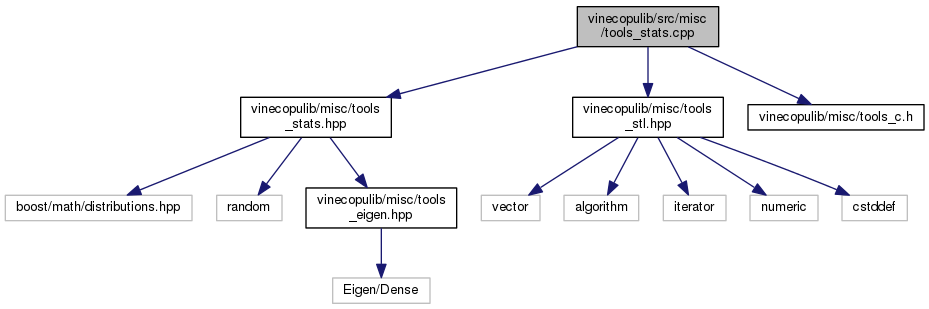 vinecopulib/src/misc
/tools_stats.cpp
vinecopulib/misc/tools
_stats.hpp
vinecopulib/misc/tools
_stl.hpp
vinecopulib/misc/tools_c.h
boost/math/distributions.hpp
random
vinecopulib/misc/tools
_eigen.hpp
vector
algorithm
iterator
numeric
cstddef
Eigen/Dense